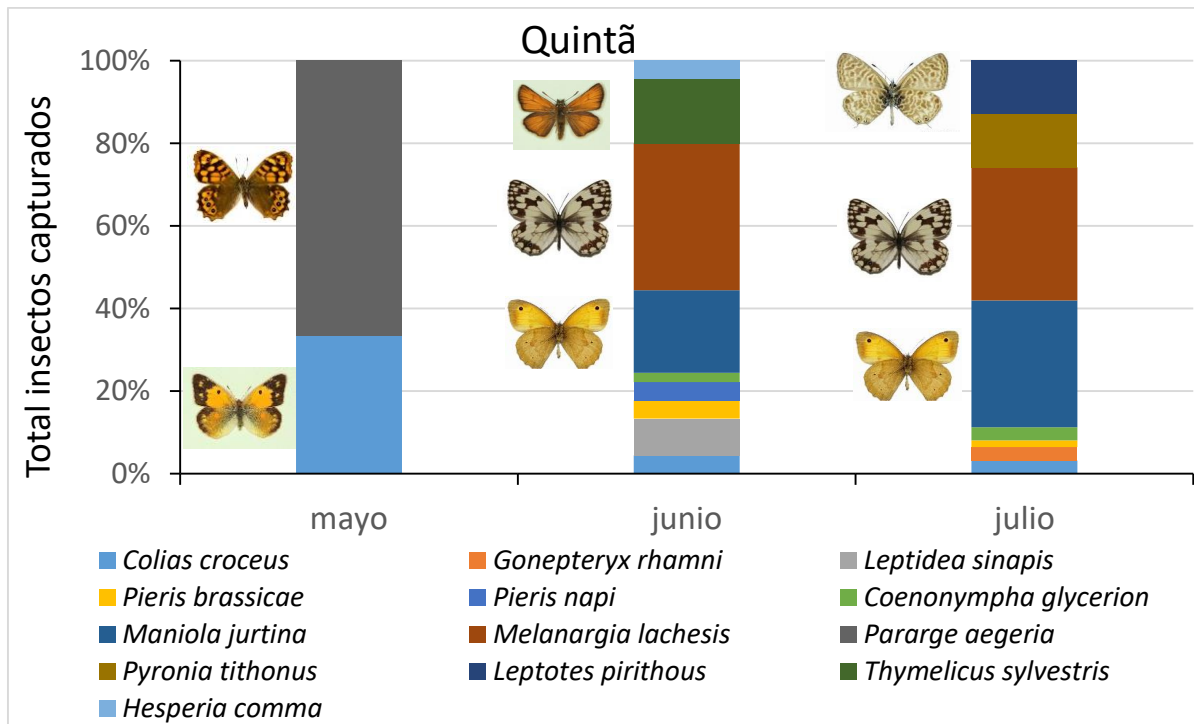 Quintã
Total insectos capturados
100%
80%
60%
40%
20%
0%
mayo junio julio
Colias croceus Gonepteryx rhamni Leptidea sinapis
Pieris brassicae Pieris napi Coenonympha glycerion
Maniola jurtina Melanargia lachesis Pararge aegeria
Pyronia tithonus Leptotes pirithous Thymelicus sylvestris
Hesperia comma